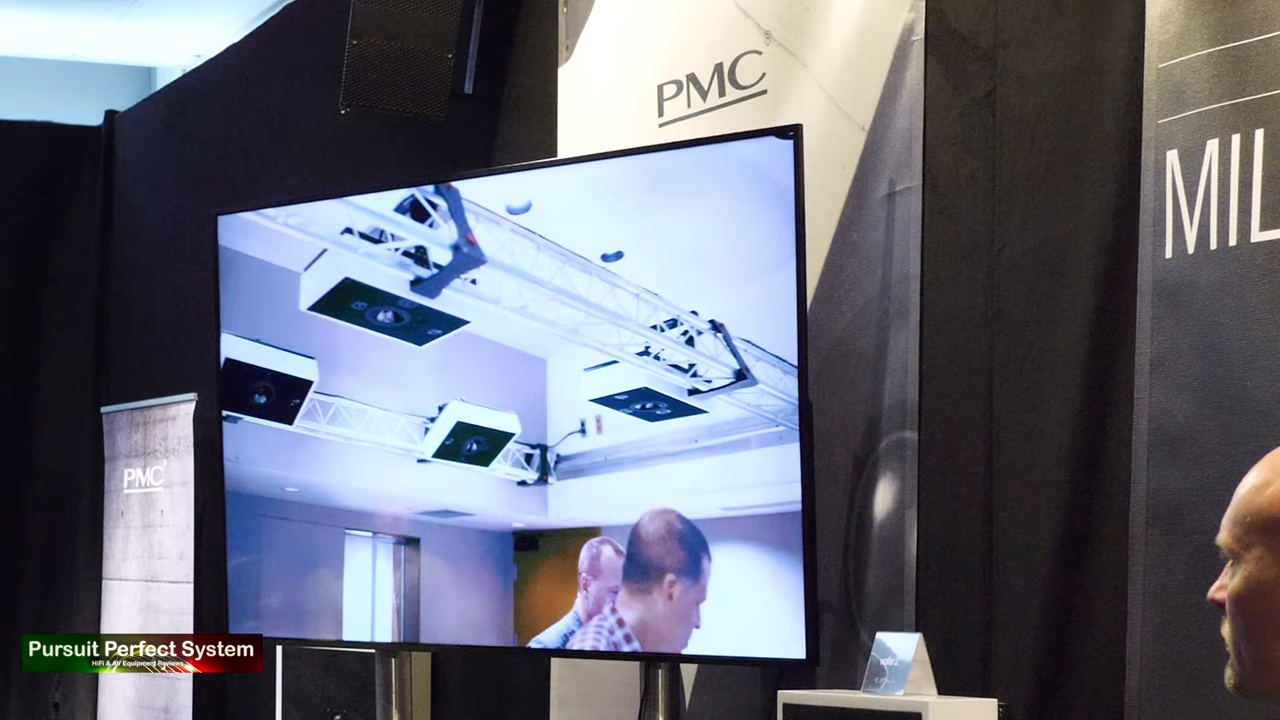 PMC®
MIL
PMC
Pursuit Perfect System
HiFi & AV Equipment Reviews